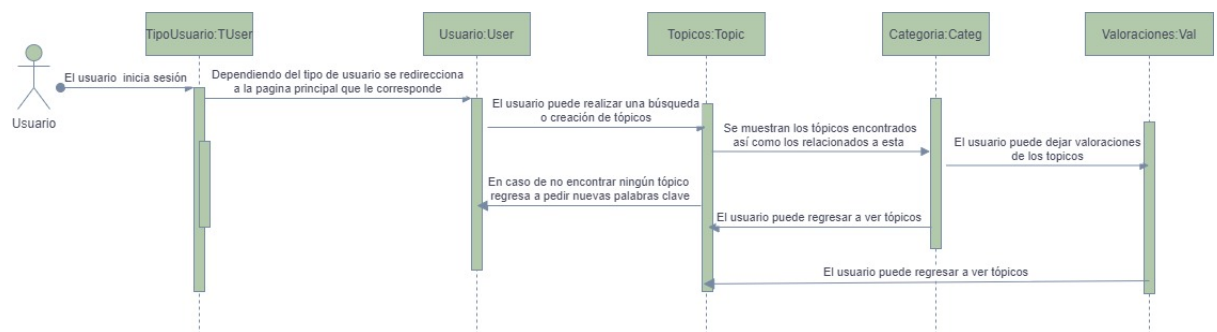 TipoUsuario:TUser
Usuario:User
Topicos:Topic
Categoria:Categ
Valoraciones:Val
El usuario inicia sesión
Usuario
Dependiendo del tipo de usuario se redirecciona
a la pagina principal que le corresponde
El usuario puede realizar una búsqueda
o creación de tópicos
Se muestran los tópicos encontrados
así como los relacionados a esta
El usuario puede dejar valoraciones
de los topicos
En caso de no encontrar ningún tópico
regresa a pedir nuevas palabras clave
El usuario puede regresar a ver tópicos
El usuario puede regresar a ver tópicos